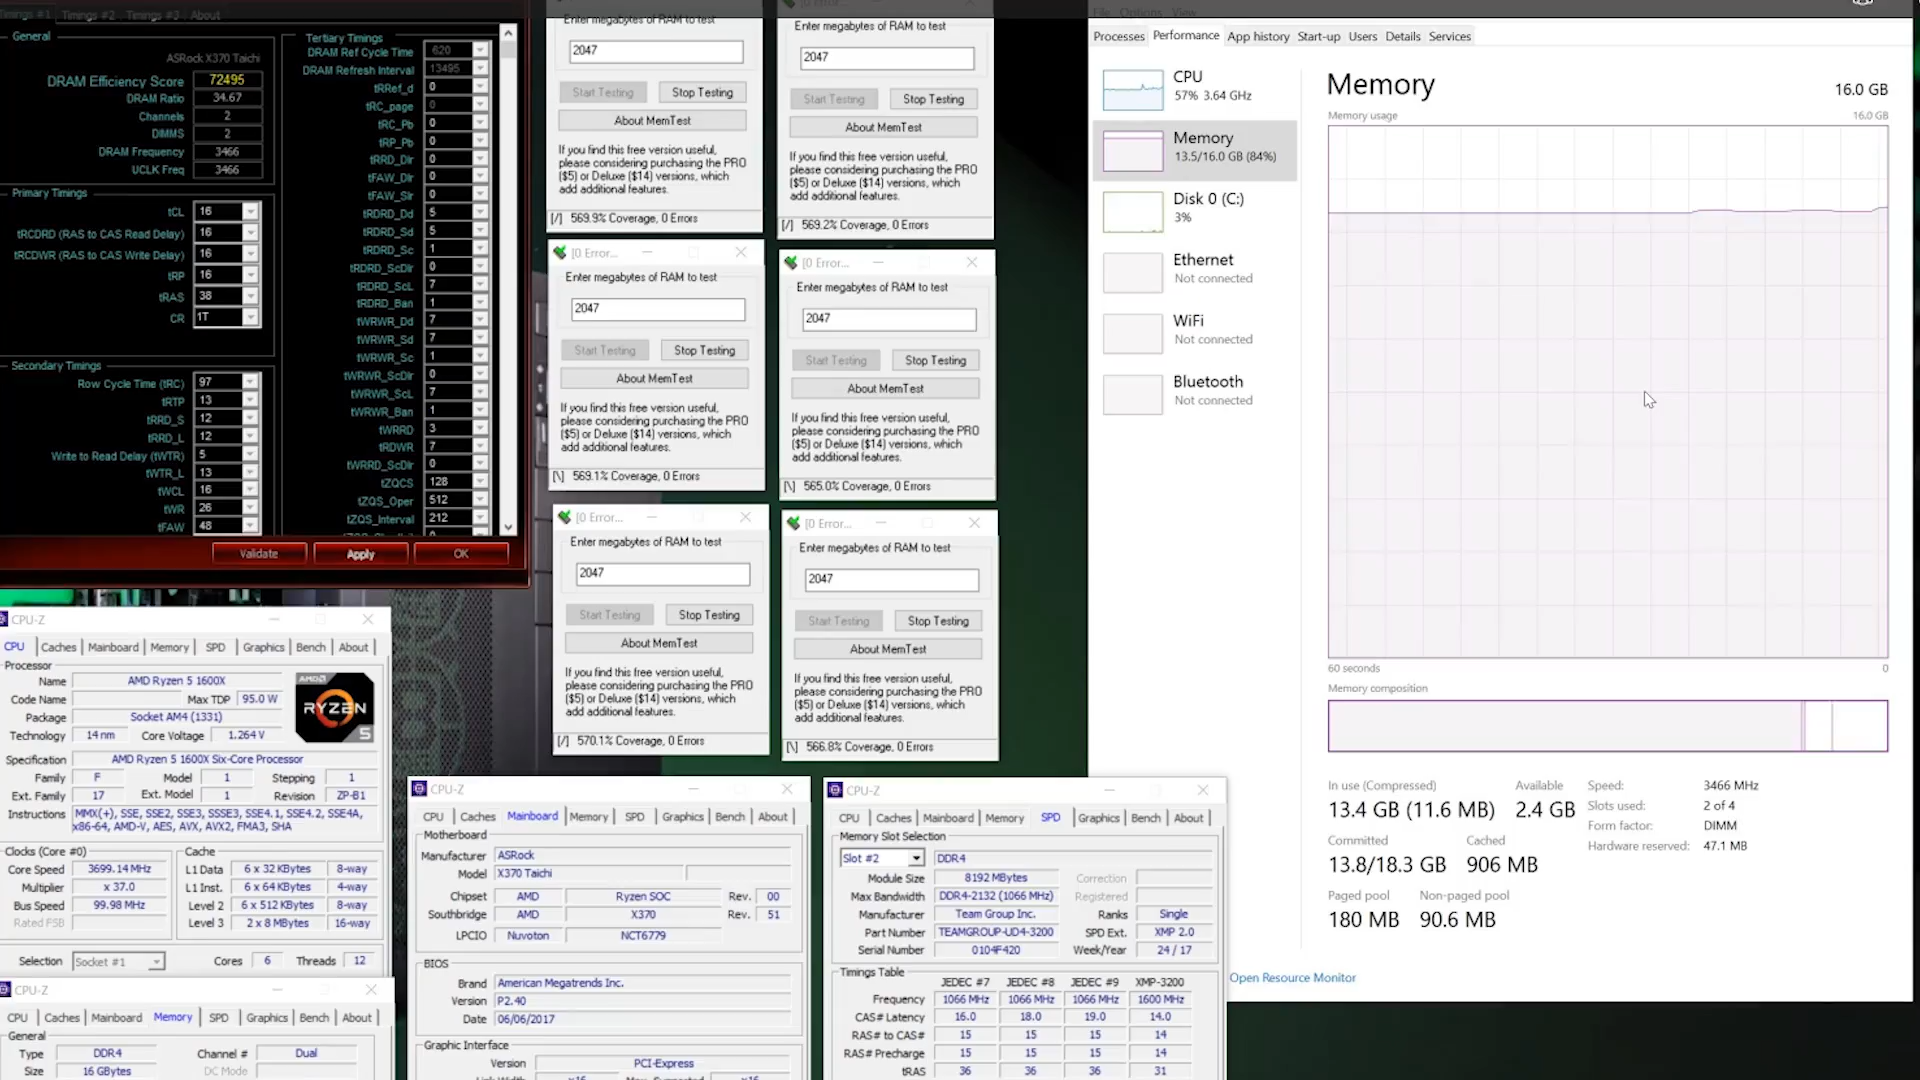 Timings #1 Timings #2 Timings #3 About
General
ASRock X370 Taichi
DRAM Efficiency Score 72495
DRAM Ratio 34.67
Channels 2
DIMMS 2
DRAM Frequency 3466
UCLK Freq 3466
Primary Timings
tCL 16
tRCDRD (RAS to CAS Read Delay) 16
tRCDWR (RAS to CAS Write Delay) 16
tRP 16
tRAS 38
CR 1T
Secondary Timings
Row Cycle Time (tRC) 97
tRTP 13
tRRD_S 12
tRRD_L 12
Write to Read Delay (tWTR) 5
tWTR_L 13
tWCL 16
tWR 26
tFAW 48
Tertiary Timings
DRAM Ref Cycle Time 620
DRAM Refresh Interval 13495
tRRef_d 0
tRC_page 0
tRC_Pb 0
tRP_Pb 0
tRRD_Dlr 0
tFAW_Dlr 0
tFAW_Slr 0
tRDRD_Dd 5
tRDRD_Sd 5
tRDRD_Sc 1
tRDRD_ScDlr 0
tRDRD_ScL 7
tRDRD_Ban 1
tWRWR_Dd 7
tWRWR_Sd 7
tWRWR_Sc 1
tWRWR_ScDlr 0
tWRWR_ScL 7
tWRWR_Ban 1
tWRRD 3
tRDWR 7
tWRRD_ScDlr 0
tZQCS 128
tZQS_Oper 512
tZQS_Interval 212
Validate Apply OK
Enter megabytes of RAM to test
2047
Start Testing Stop Testing
About MemTest
If you find this free version useful,
please considering purchasing the PRO
($5) or Deluxe ($14) versions, which
add additional features.
[/] 569.9% Coverage, 0 Errors
Enter megabytes of RAM to test
2047
Start Testing Stop Testing
About MemTest
If you find this free version useful,
please considering purchasing the PRO
($5) or Deluxe ($14) versions, which
add additional features.
[/] 569.2% Coverage, 0 Errors
[0 Error...
Enter megabytes of RAM to test
2047
Start Testing Stop Testing
About MemTest
If you find this free version useful,
please considering purchasing the PRO
($5) or Deluxe ($14) versions, which
add additional features.
[\] 569.1% Coverage, 0 Errors
[0 Error...
Enter megabytes of RAM to test
2047
Start Testing Stop Testing
About MemTest
If you find this free version useful,
please considering purchasing the PRO
($5) or Deluxe ($14) versions, which
add additional features.
[\] 565.0% Coverage, 0 Errors
[0 Error...
Enter megabytes of RAM to test
2047
Start Testing Stop Testing
About MemTest
If you find this free version useful,
please considering purchasing the PRO
($5) or Deluxe ($14) versions, which
add additional features.
[/] 570.1% Coverage, 0 Errors
[0 Error...
Enter megabytes of RAM to test
2047
Start Testing Stop Testing
About MemTest
If you find this free version useful,
please considering purchasing the PRO
($5) or Deluxe ($14) versions, which
add additional features.
[\] 566.8% Coverage, 0 Errors
File Options View
Processes Performance App history Start-up Users Details Services
CPU
57% 3.64 GHz
Memory
13.5/16.0 GB (84%)
Disk 0 (C:)
3%
Ethernet
Not connected
WiFi
Not connected
Bluetooth
Not connected
Memory 16.0 GB
Memory usage 16.0 GB
60 seconds 0
Memory composition
In use (Compressed) Available
13.4 GB (11.6 MB) 2.4 GB
Committed Cached
13.8/18.3 GB 906 MB
Paged pool Non-paged pool
180 MB 90.6 MB
Speed: 3466 MHz
Slots used: 2 of 4
Form factor: DIMM
Hardware reserved: 47.1 MB
Open Resource Monitor
CPU-Z
CPU Caches Mainboard Memory SPD Graphics Bench About
Processor
Name AMD Ryzen 5 1600X
Code Name Max TDP 95.0 W
Package Socket AM4 (1331)
Technology 14 nm Core Voltage 1.264 V
AMD
RYZEN
5
Specification AMD Ryzen 5 1600X Six-Core Processor
Family F Model 1 Stepping 1
Ext. Family 17 Ext. Model 1 Revision ZP-B1
Instructions MMX(+), SSE, SSE2, SSE3, SSSE3, SSE4.1, SSE4.2, SSE4A,
x86-64, AMD-V, AES, AVX, AVX2, FMA3, SHA
Clocks (Core #0)
Core Speed 3699.14 MHz
Multiplier x 37.0
Bus Speed 99.98 MHz
Rated FSB
Cache
L1 Data 6 x 32 KBytes 8-way
L1 Inst. 6 x 64 KBytes 4-way
Level 2 6 x 512 KBytes 8-way
Level 3 2 x 8 MBytes 16-way
Selection Socket #1 Cores 6 Threads 12
CPU-Z
CPU Caches Mainboard Memory SPD Graphics Bench About
General
Type DDR4 Channel # Dual
Size 16 GBytes DC Mode
CPU-Z
CPU Caches Mainboard Memory SPD Graphics Bench About
Motherboard
Manufacturer ASRock
Model X370 Taichi
Chipset AMD Ryzen SOC Rev. 00
Southbridge AMD X370 Rev. 51
LPCIO Nuvoton NCT6779
BIOS
Brand American Megatrends Inc.
Version P2.40
Date 06/06/2017
Graphic Interface
Version PCI-Express
CPU-Z
CPU Caches Mainboard Memory SPD Graphics Bench About
Memory Slot Selection
Slot #2 DDR4
Module Size 8192 MBytes Correction
Max Bandwidth DDR4-2132 (1066 MHz) Registered
Manufacturer Team Group Inc. Ranks Single
Part Number TEAMGROUP-UD4-3200 SPD Ext. XMP 2.0
Serial Number 0104F420 Week/Year 24 / 17
Timings Table
JEDEC #7 JEDEC #8 JEDEC #9 XMP-3200
Frequency 1066 MHz 1066 MHz 1066 MHz 1600 MHz
CAS# Latency 16.0 18.0 19.0 14.0
RAS# to CAS# 15 15 15 14
RAS# Precharge 15 15 15 14
tRAS 36 36 36 31